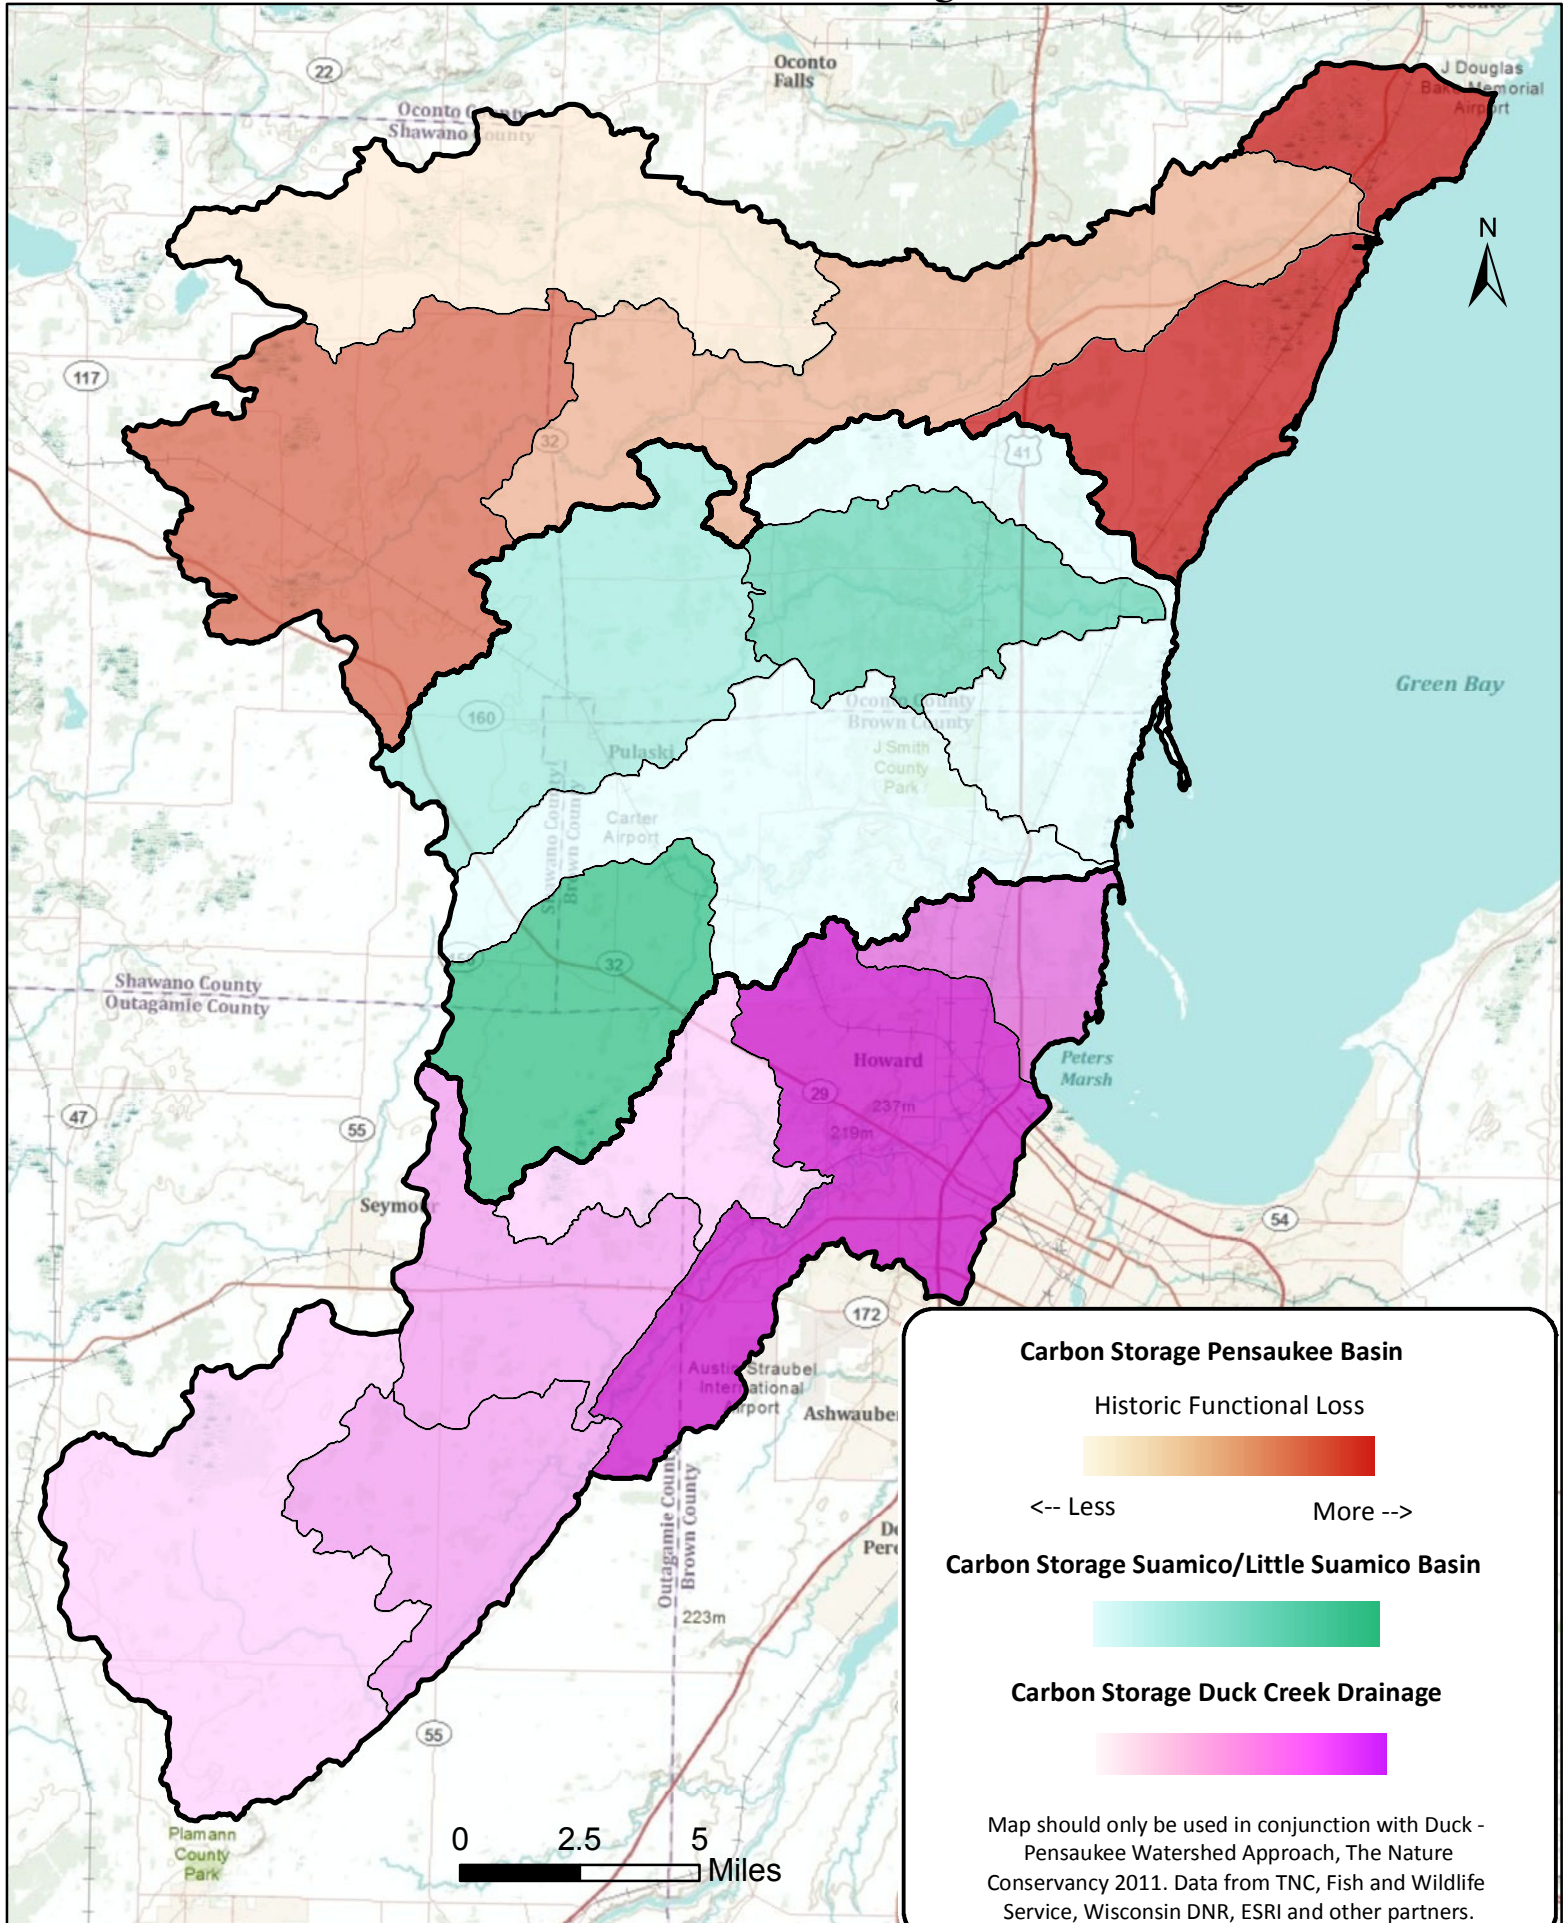 Oconto
Falls
22
J Douglas
Bake Memorial
Airport
Oconto County
Shawano County
N
117
32
41
Green Bay
160
Oconto County
Brown County
Pulaski
J Smith
County
Park
Shawano County
Brown County
Carter
Airport
32
Shawano County
Outagamie County
Howard
Peters
Marsh
29
237m
219m
47
55
Seymour
54
172
Austin Straubel
International
Airport
Ashwaube
De
Pere
Outagamie County
Brown County
223m
55
Plamann
County
Park
0 2.5 5
Miles
Carbon Storage Pensaukee Basin
Historic Functional Loss
<-- Less More -->
Carbon Storage Suamico/Little Suamico Basin
Carbon Storage Duck Creek Drainage
Map should only be used in conjunction with Duck -
Pensaukee Watershed Approach, The Nature
Conservancy 2011. Data from TNC, Fish and Wildlife
Service, Wisconsin DNR, ESRI and other partners.